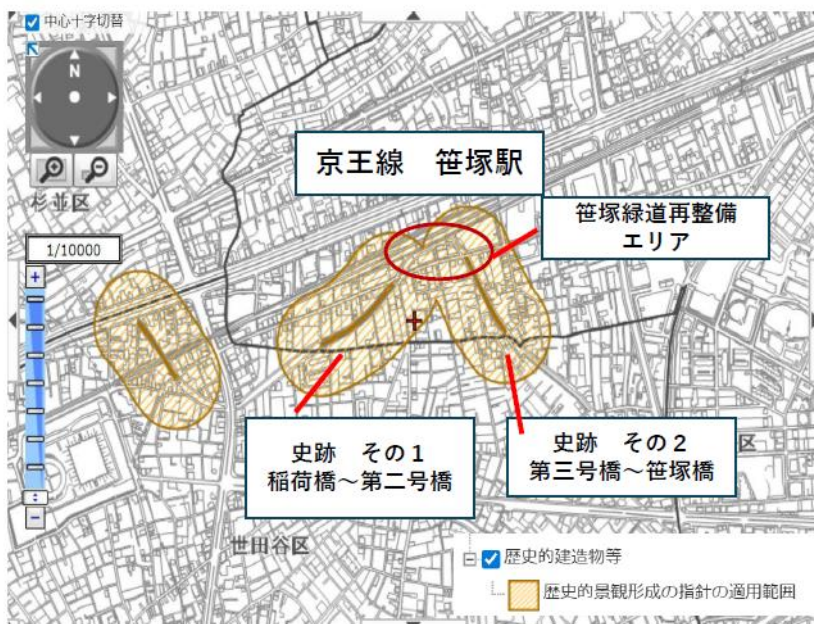 中心十字切替
N
杉並区
1/10000
京王線　笹塚駅
笹塚緑道再整備
エリア
史跡　その１
稲荷橋～第二号橋
史跡　その２
第三号橋～笹塚橋
区
世田谷区
歴史的建造物等
歴史的景観形成の指針の適用範囲